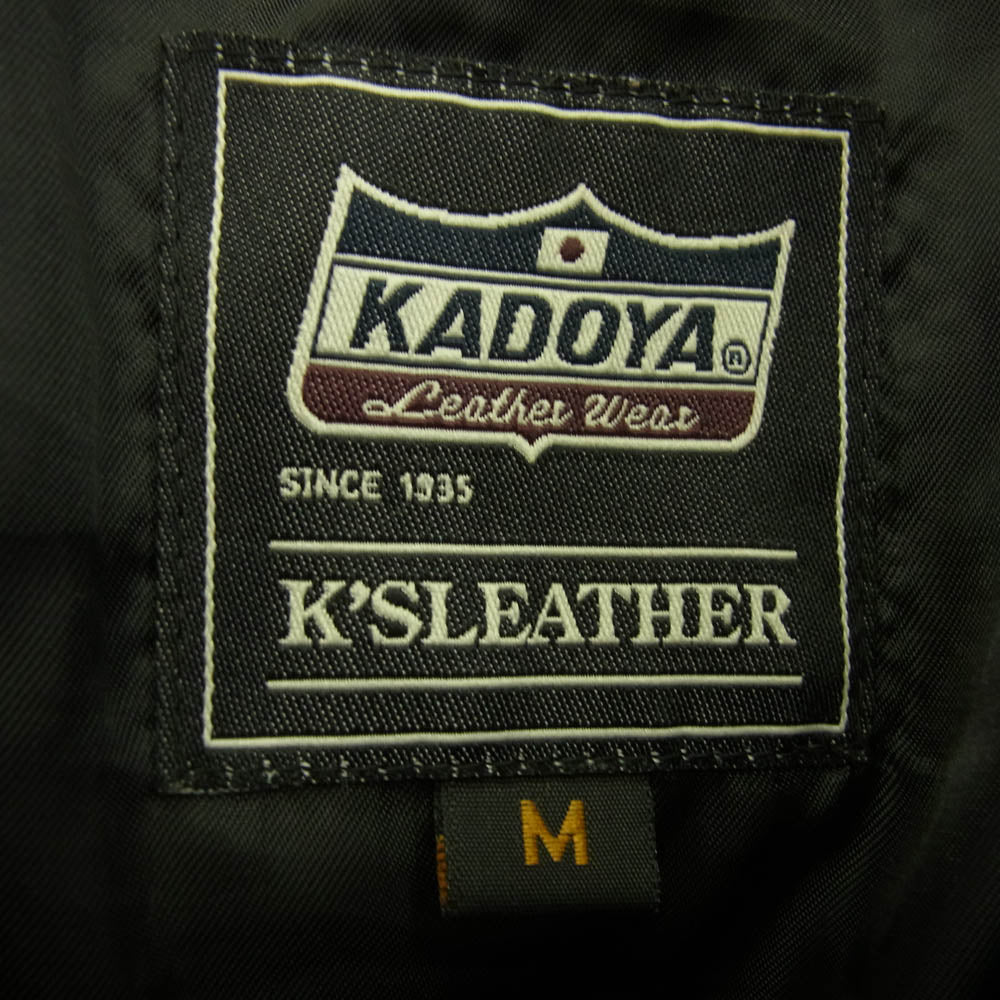 KADOYA®
Leather Wear
SINCE 1935
K'SLEATHER
M